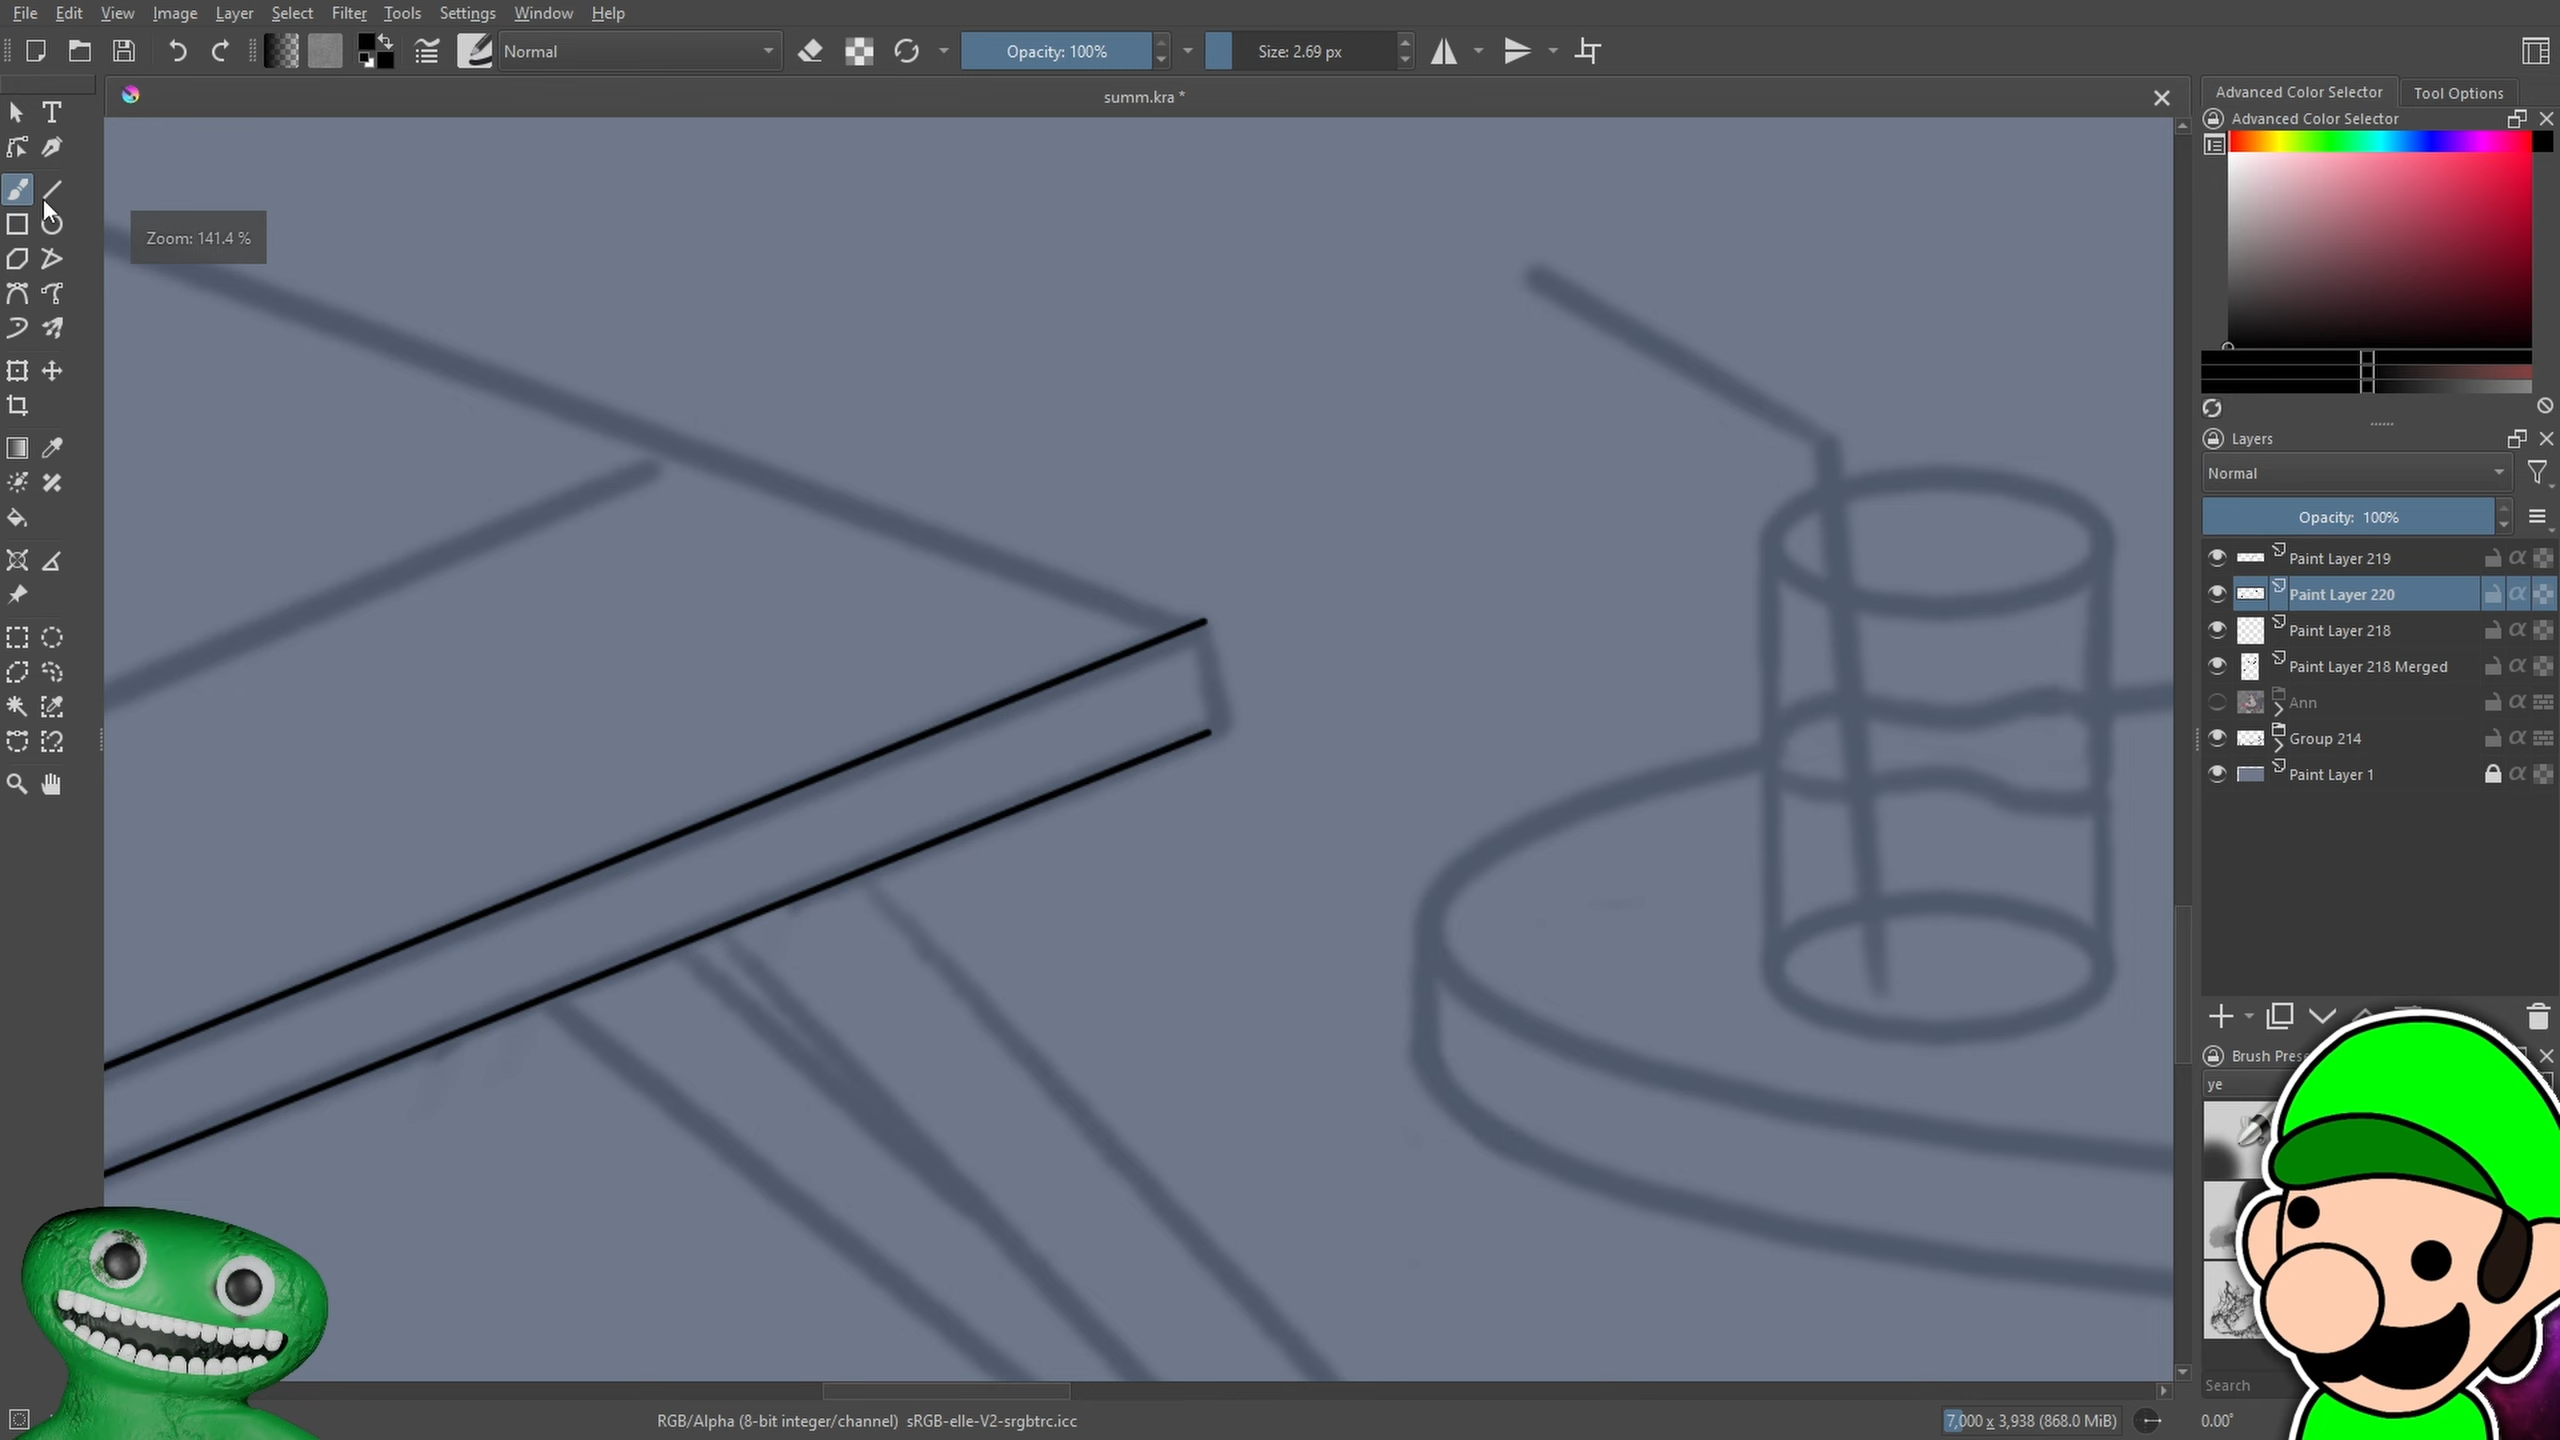 File Edit View Image Layer Select Filter Tools Settings Window Help
Normal
Opacity: 100%
Size: 2.69 px
summ.kra *
Advanced Color Selector
Tool Options
Advanced Color Selector
Zoom: 141.4 %
Layers
Normal
Opacity: 100%
Paint Layer 219
Paint Layer 220
Paint Layer 218
Paint Layer 218 Merged
Ann
Group 214
Paint Layer 1
Brush Pres
ye
Search
RGB/Alpha (8-bit integer/channel) sRGB-elle-V2-srgbtrc.icc
7,000 x 3,938 (868.0 MiB)
0.00°